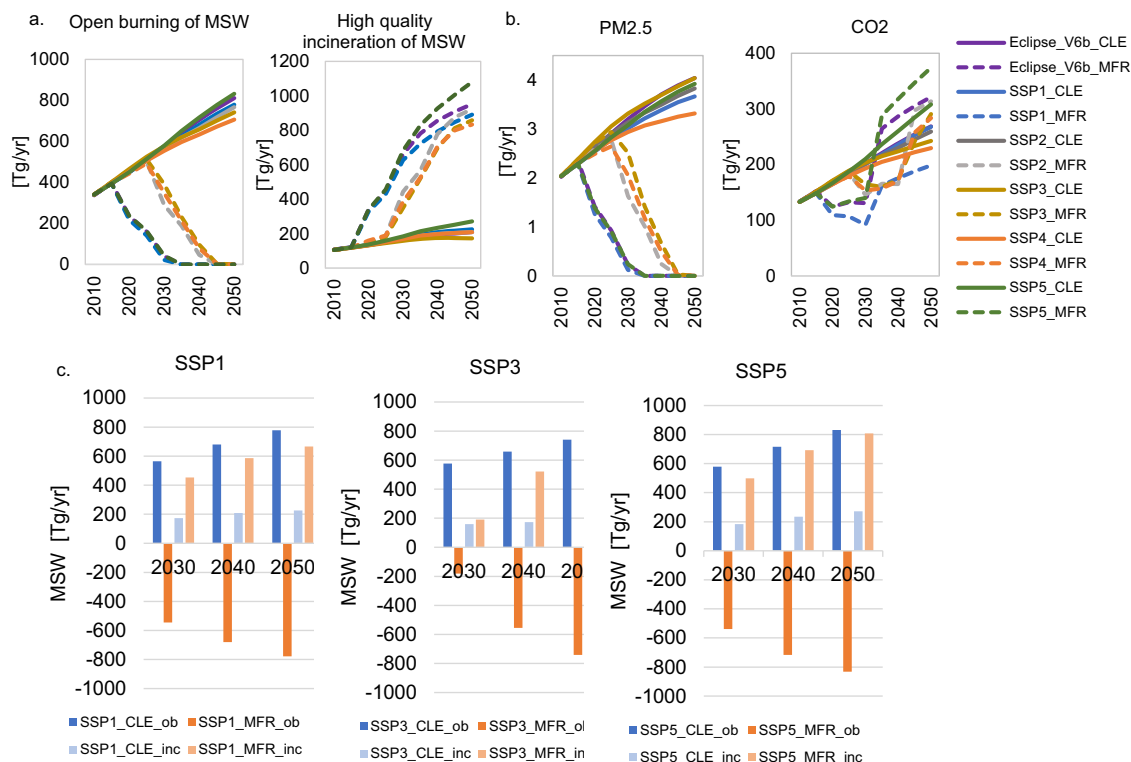 a.
Open burning of MSW
[Tg/yr]
1000
800
600
400
200
0
2010
2020
2030
2040
2050
High quality
incineration of MSW
[Tg/yr]
1200
1000
800
600
400
200
0
2010
2020
2030
2040
2050
b.
PM2.5
[Tg/yr]
4
3
2
1
0
2010
2020
2030
2040
2050
CO2
[Tg/yr]
400
300
200
100
0
2010
2020
2030
2040
2050
Eclipse_V6b_CLE
Eclipse_V6b_MFR
SSP1_CLE
SSP1_MFR
SSP2_CLE
SSP2_MFR
SSP3_CLE
SSP3_MFR
SSP4_CLE
SSP4_MFR
SSP5_CLE
SSP5_MFR
c.
SSP1
MSW [Tg/yr]
1000
800
600
400
200
0
-200
-400
-600
-800
-1000
2030 2040 2050
SSP1_CLE_ob SSP1_MFR_ob
SSP1_CLE_inc SSP1_MFR_inc
SSP3
MSW [Tg/yr]
1000
800
600
400
200
0
-200
-400
-600
-800
-1000
2030 2040 20
SSP3_CLE_ob SSP3_MFR_ol
SSP3_CLE_inc SSP3_MFR_in
SSP5
MSW [Tg/yr]
1000
800
600
400
200
0
-200
-400
-600
-800
-1000
2030 2040 2050
SSP5_CLE_ob SSP5_MFR_ob
SSP5_CLE_inc SSP5_MFR_inc